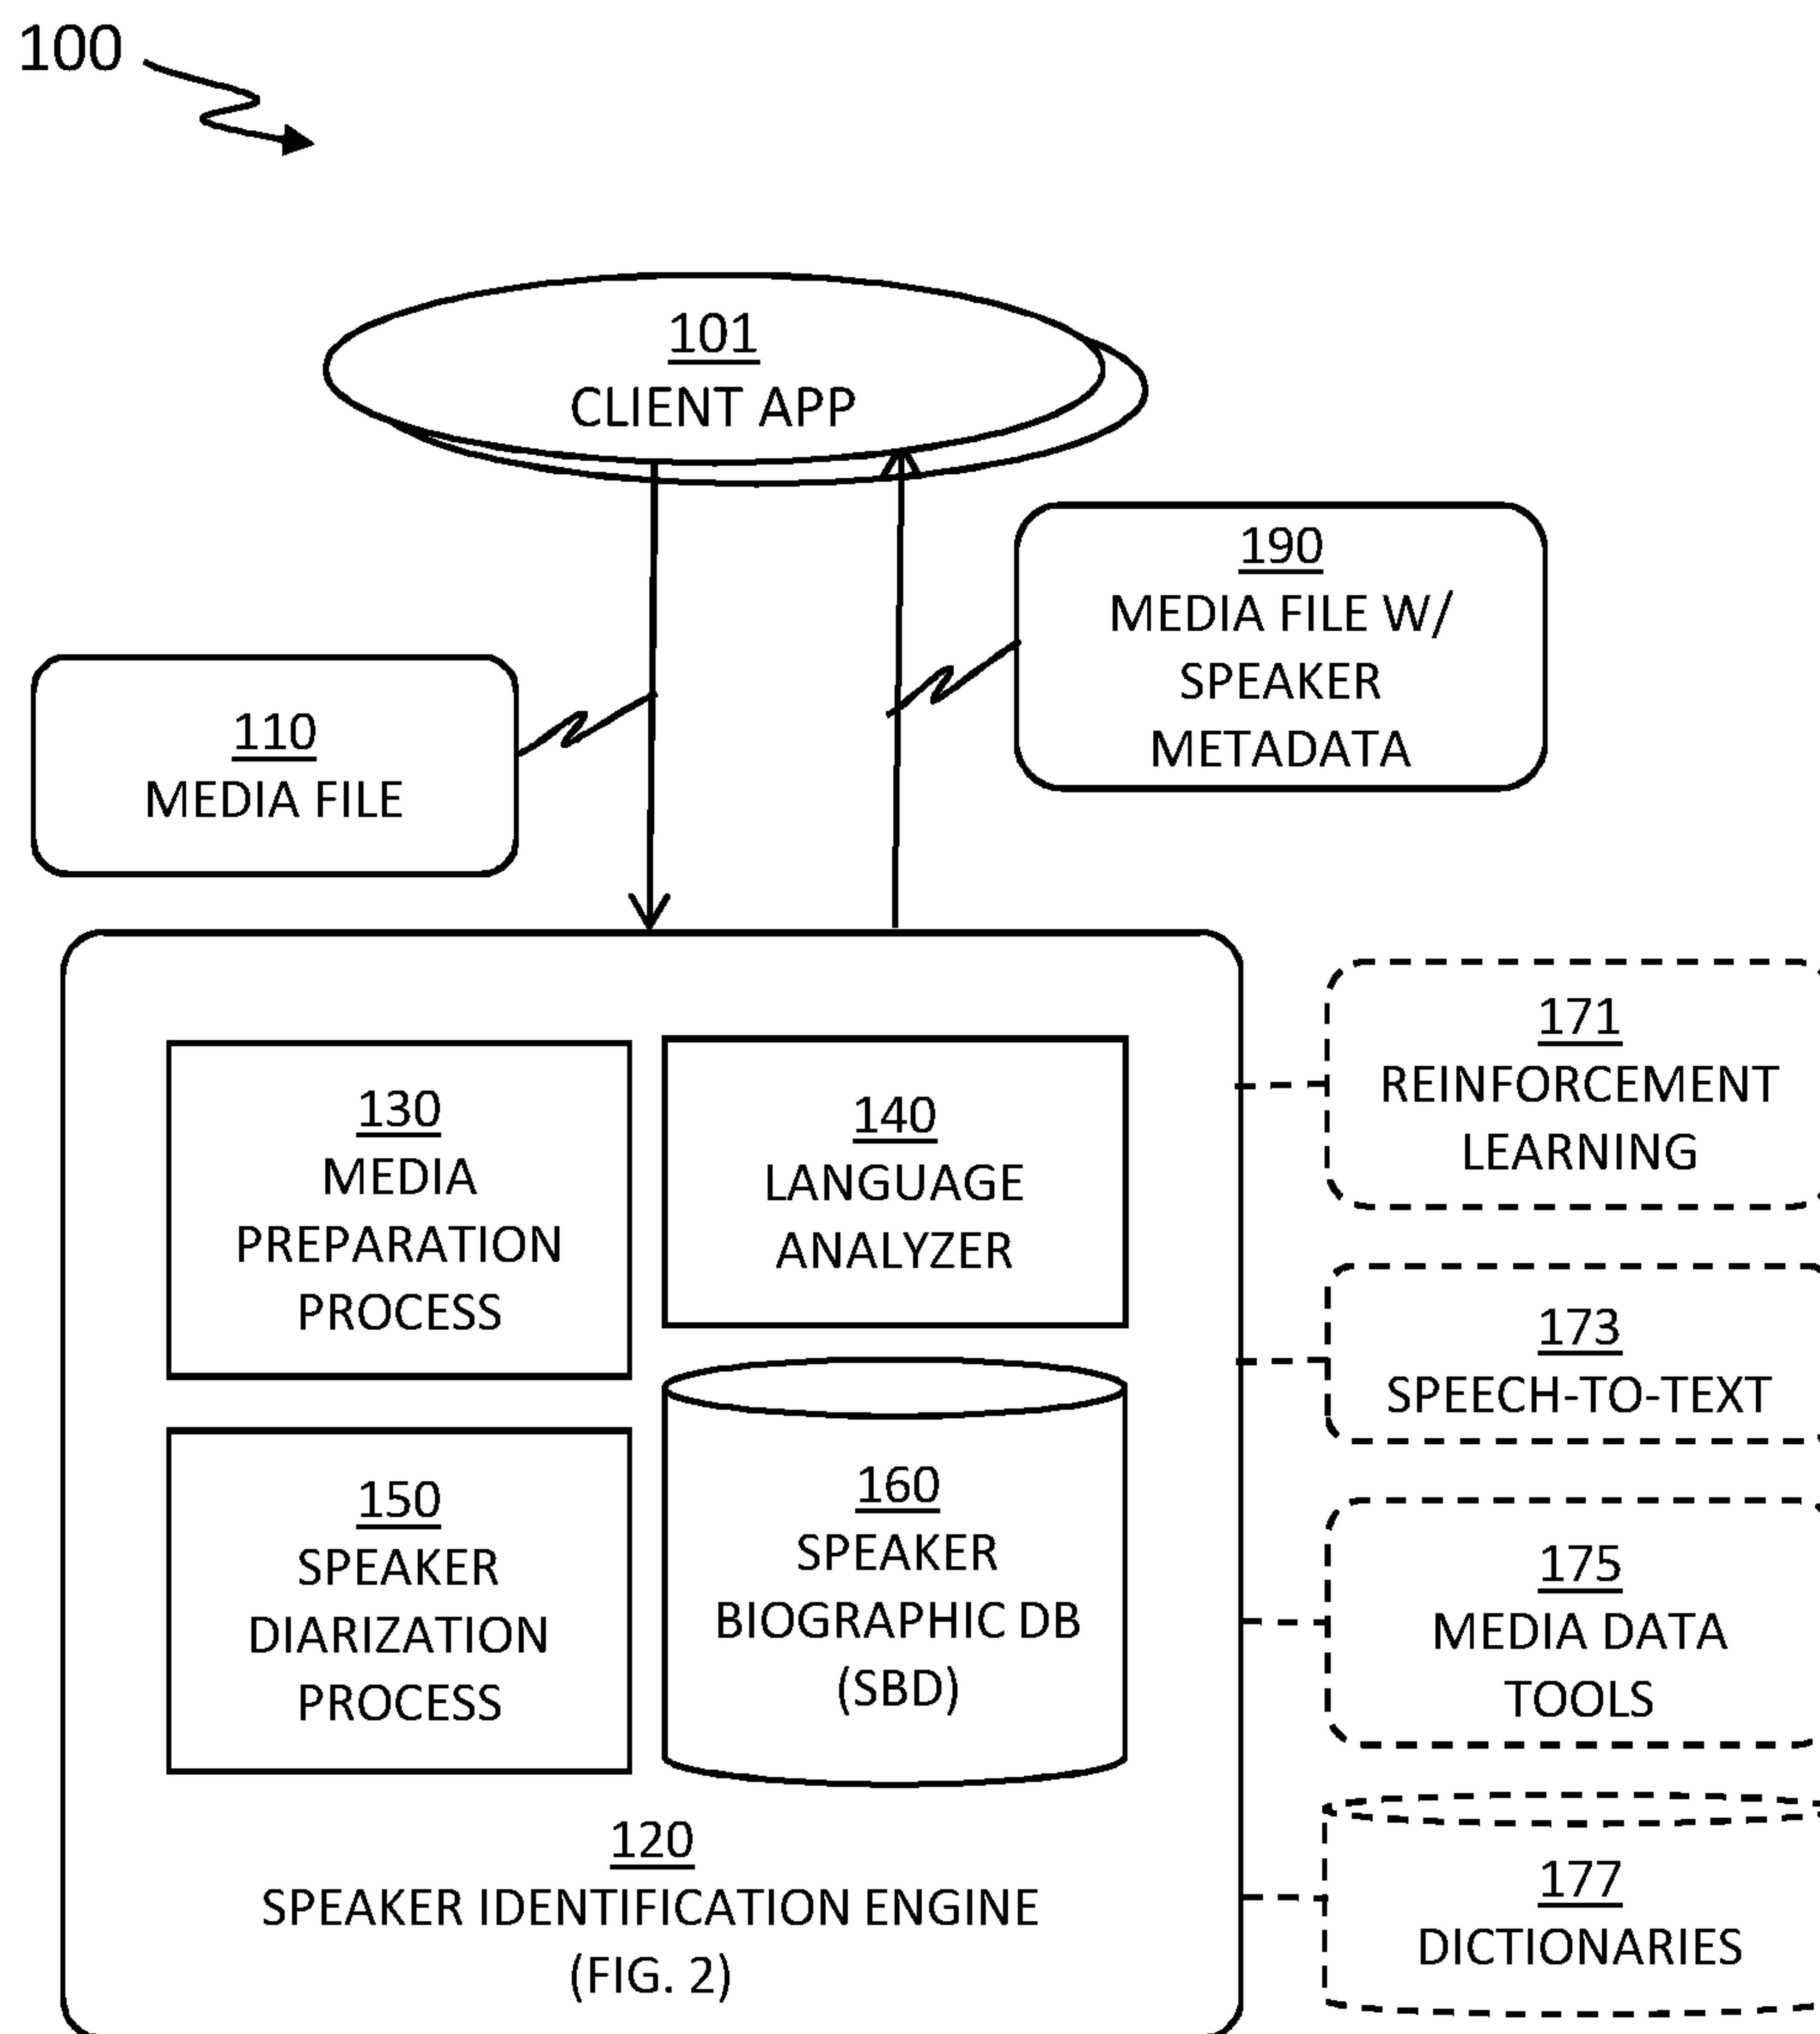 100
101
CLIENT APP
190
MEDIA FILE W/
SPEAKER
METADATA
110
MEDIA FILE
130
MEDIA
PREPARATION
PROCESS
140
LANGUAGE
ANALYZER
150
SPEAKER
DIARIZATION
PROCESS
160
SPEAKER
BIOGRAPHIC DB
(SBD)
120
SPEAKER IDENTIFICATION ENGINE
(FIG. 2)
171
REINFORCEMENT
LEARNING
173
SPEECH-TO-TEXT
175
MEDIA DATA
TOOLS
177
DICTIONARIES